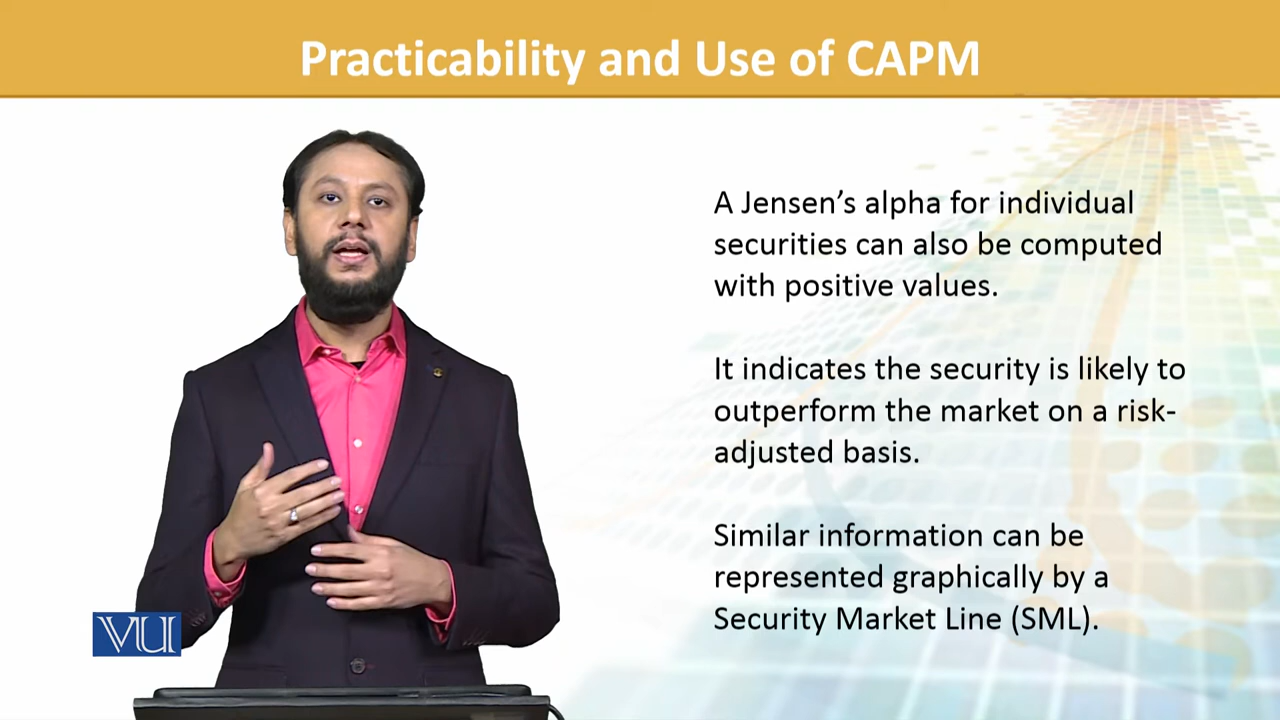 Practicability and Use of CAPM
A Jensen’s alpha for individual
securities can also be computed
with positive values.
It indicates the security is likely to
outperform the market on a risk-
adjusted basis.
Similar information can be
represented graphically by a
Security Market Line (SML).
VU